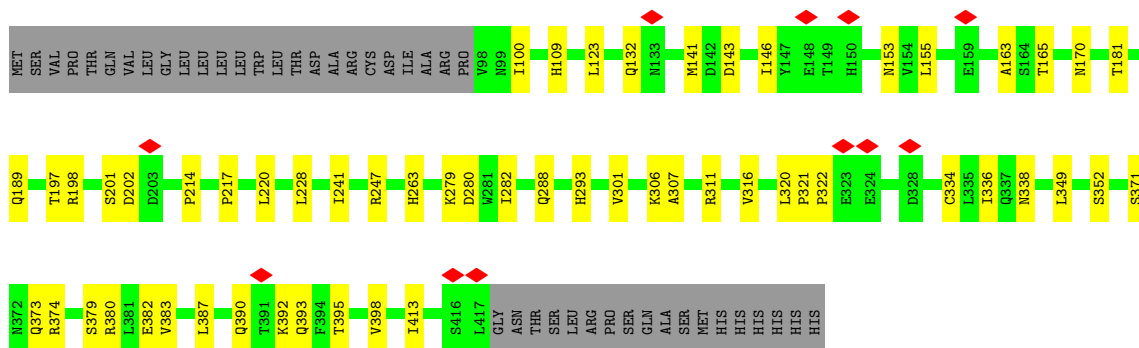 MET SER VAL PRO THR GLN VAL LEU GLY LEU LEU LEU LEU TRP LEU THR ASP ALA ARG CYS ASP ILE ALA ARG PRO V98 N99 I100 H109 L123 Q132 N133 M141 D142 D143 I146 Y147 E148 T149 H150 N153 V154 L155 E159 A163 S164 T165 N170 T181
Q189 T197 R198 S201 D202 D203 P214 P217 L220 L228 I241 R247 H263 K279 D280 W281 I282 Q288 H293 V301 K306 A307 R311 V316 L320 P321 P322 E323 E324 D328 C334 L335 I336 Q337 N338 L349 S352 S371
N372 Q373 R374 S379 R380 L381 E382 V383 L387 Q390 T391 K392 Q393 F394 T395 V398 I413 S416 L417 GLY ASN THR SER LEU ARG PRO SER GLN ALA SER MET HIS HIS HIS HIS HIS HIS